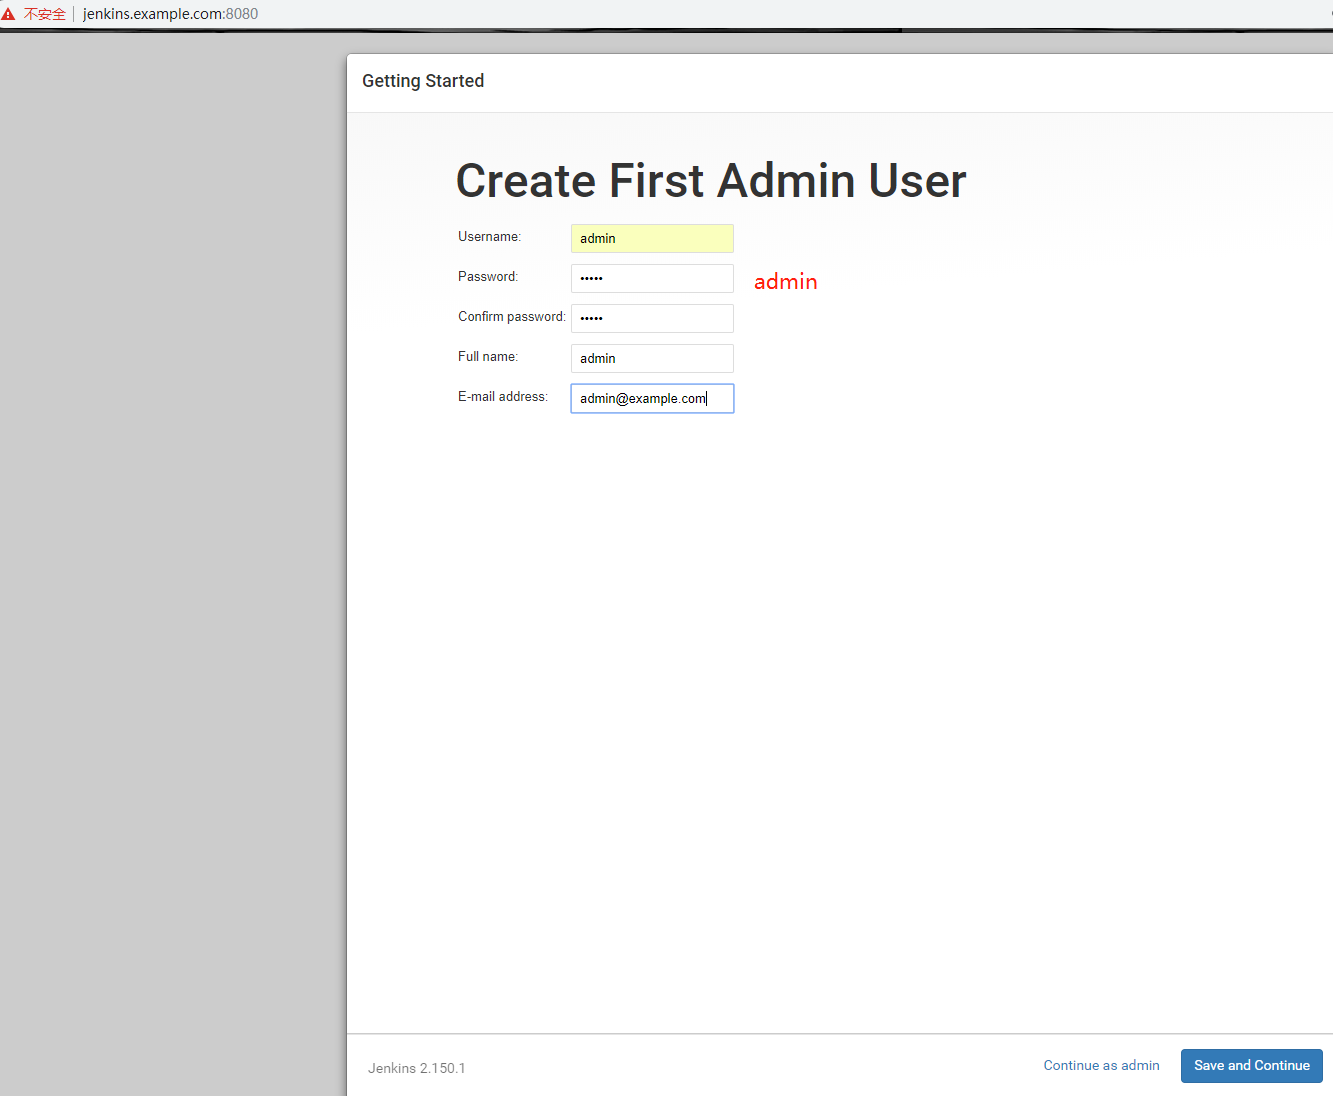 不安全 jenkins.example.com:8080
Getting Started
Create First Admin User
Username: admin
Password: ••••• admin
Confirm password: •••••
Full name: admin
E-mail address: admin@example.com
Jenkins 2.150.1 Continue as admin Save and Continue